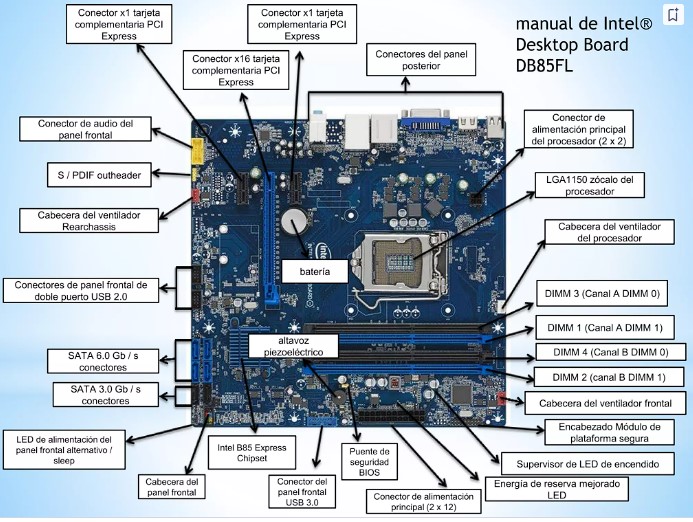 manual de Intel®
Desktop Board
DB85FL
Conector x1 tarjeta
complementaria PCI
Express
Conector x16 tarjeta
complementaria PCI
Express
Conector x1 tarjeta
complementaria PCI
Express
Conectores del panel
posterior
Conector de
alimentación principal
del procesador (2 x 2)
Conector de audio del
panel frontal
S / PDIF outheader
Cabecera del ventilador
Rearchassis
LGA1150 zócalo del
procesador
Cabecera del ventilador
del procesador
batería
Conectores de panel frontal de
doble puerto USB 2.0
DIMM 3 (Canal A DIMM 0)
DIMM 1 (Canal A DIMM 1)
DIMM 4 (Canal B DIMM 0)
DIMM 2 (canal B DIMM 1)
altavoz
piezoeléctrico
SATA 6.0 Gb / s
conectores
SATA 3.0 Gb / s
conectores
Cabecera del ventilador frontal
Encabezado Módulo de
plataforma segura
LED de alimentación del
panel frontal alternativo /
sleep
Cabecera del
panel frontal
Intel B85 Express
Chipset
Conector del
panel frontal
USB 3.0
Puente de
seguridad
BIOS
Conector de alimentación
principal (2 x 12)
Supervisor de LED de encendido
Energía de reserva mejorado
LED